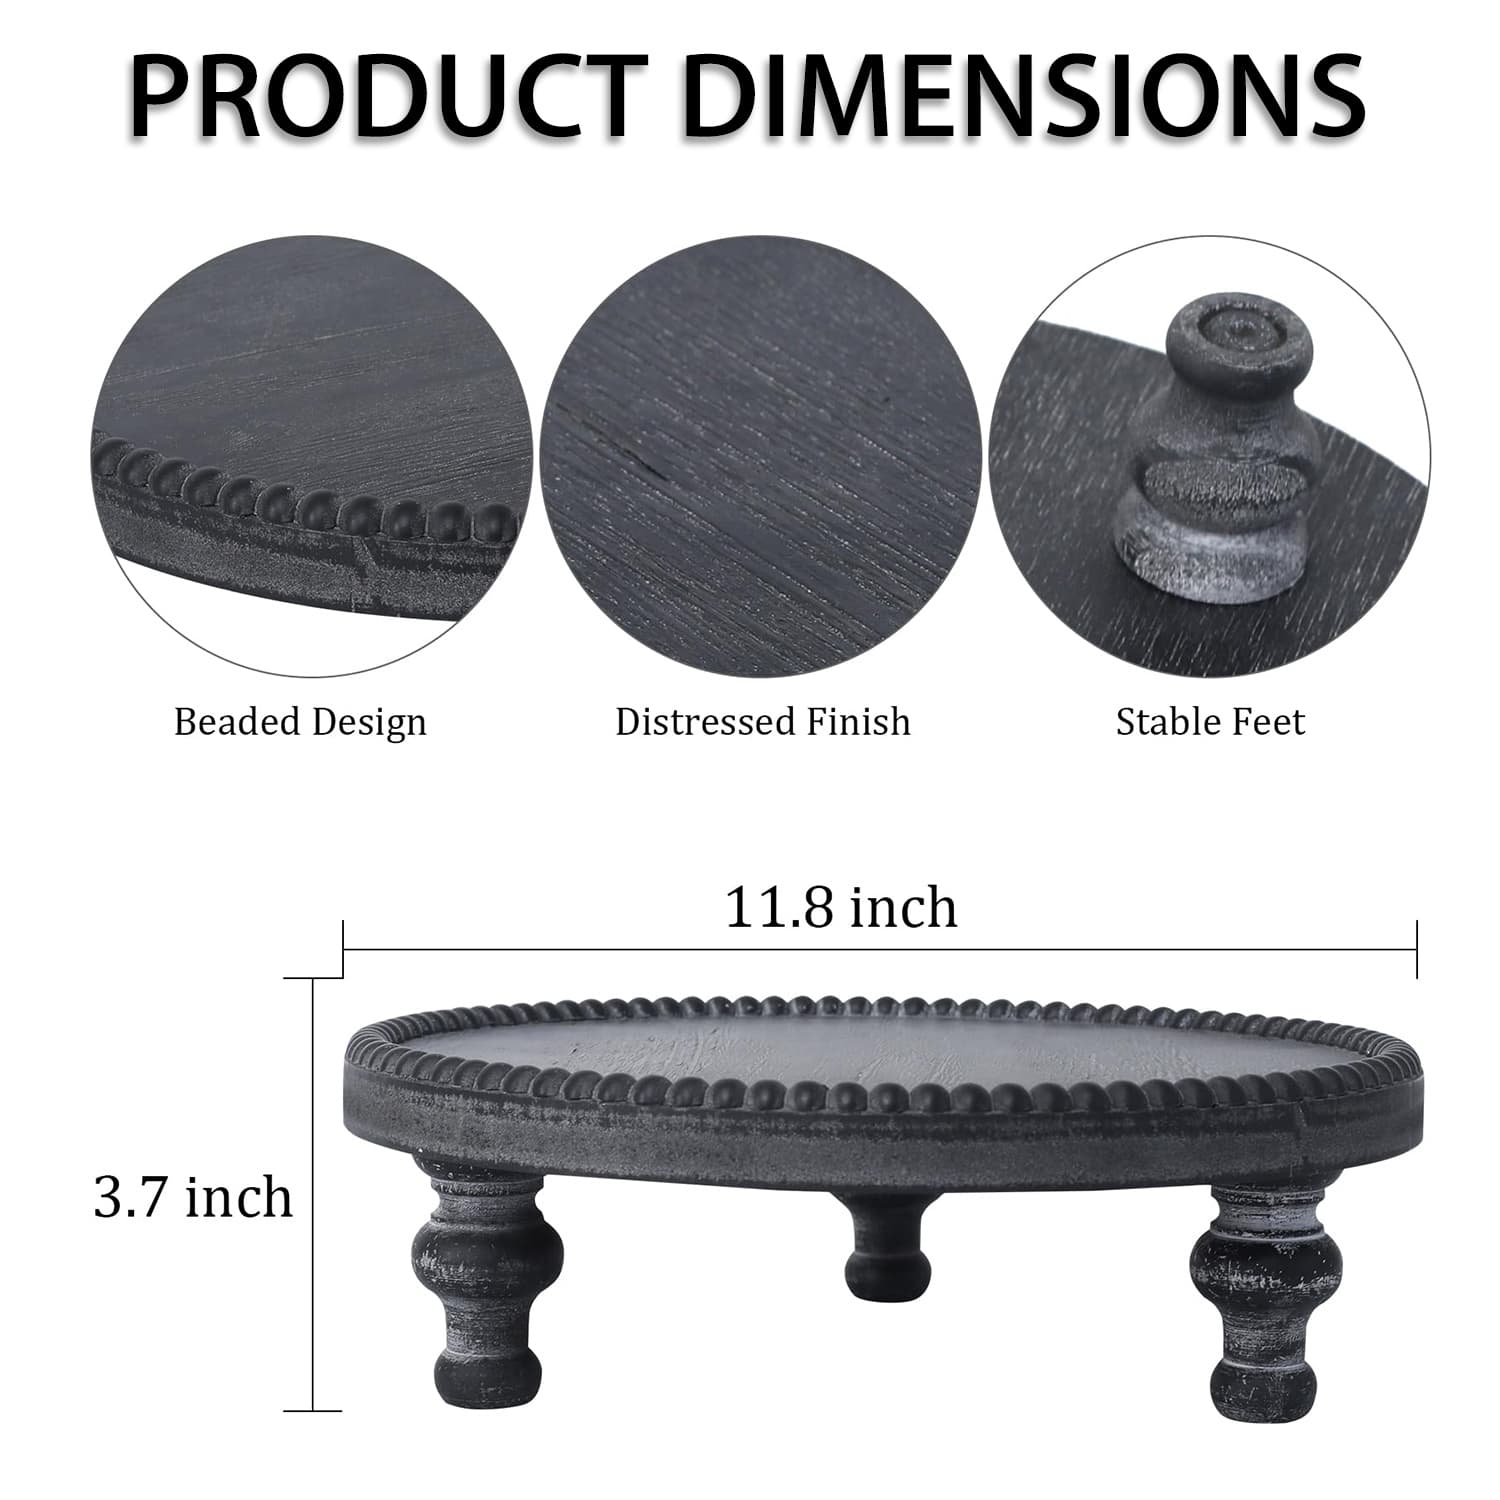 PRODUCT DIMENSIONS
Beaded Design
Distressed Finish
Stable Feet
11.8 inch
3.7 inch